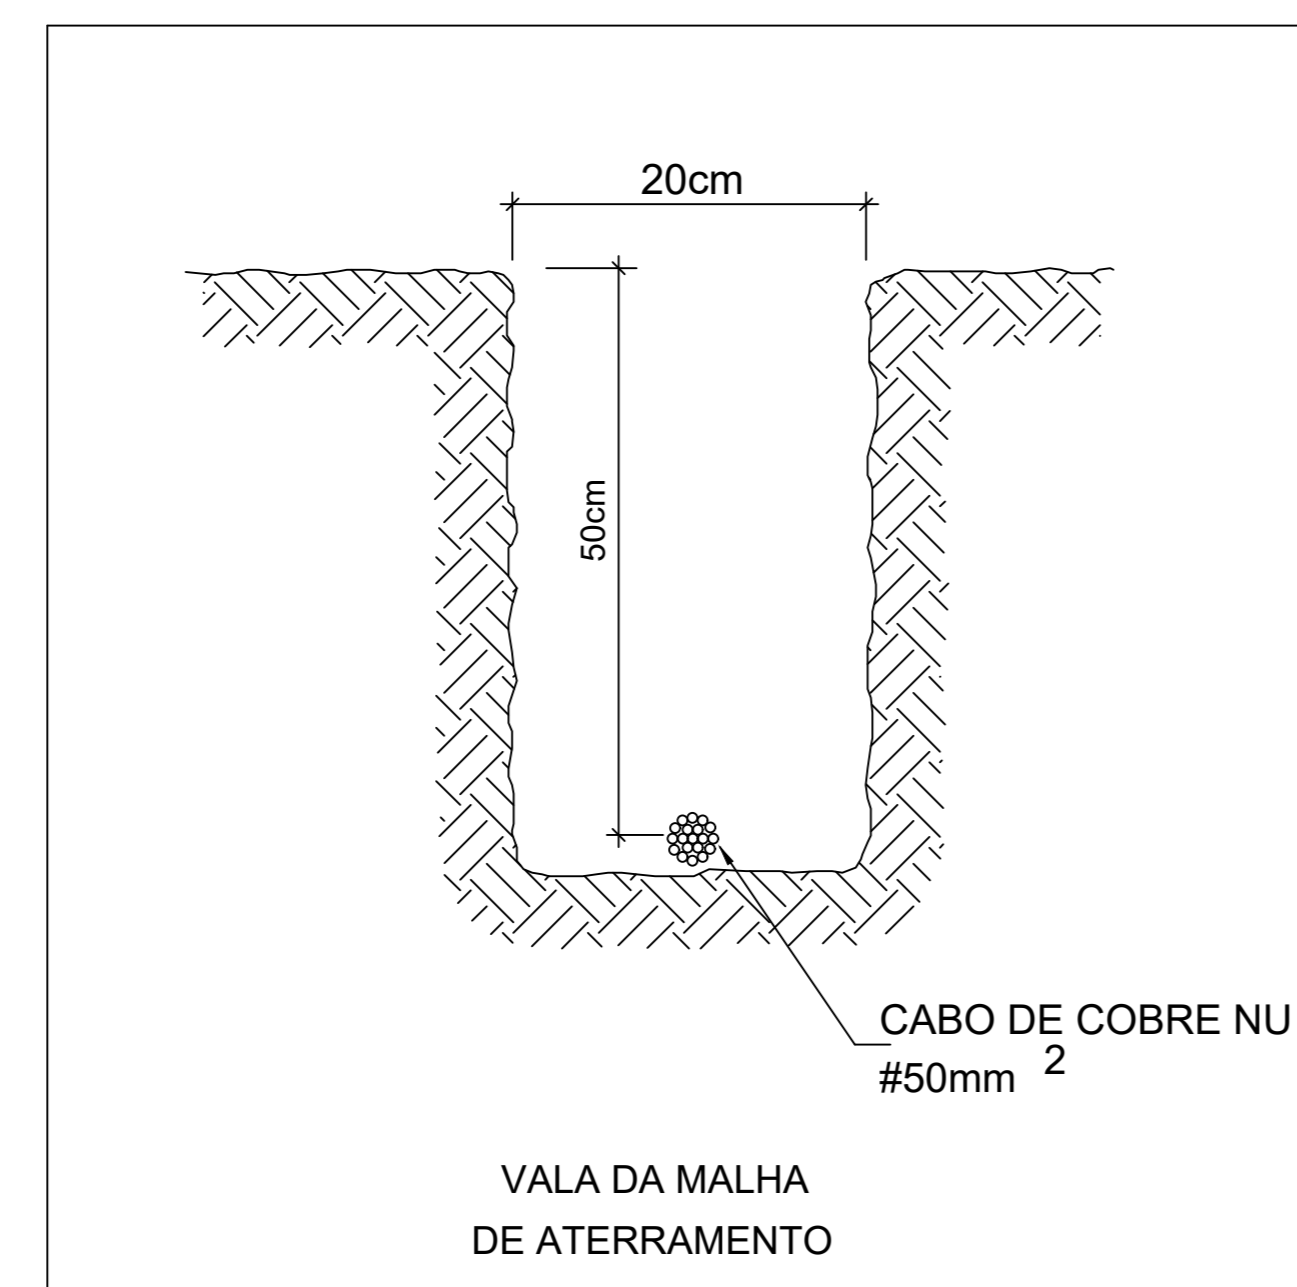 20cm
50cm
CABO DE COBRE NU
#50mm 2
VALA DA MALHA
DE ATERRAMENTO